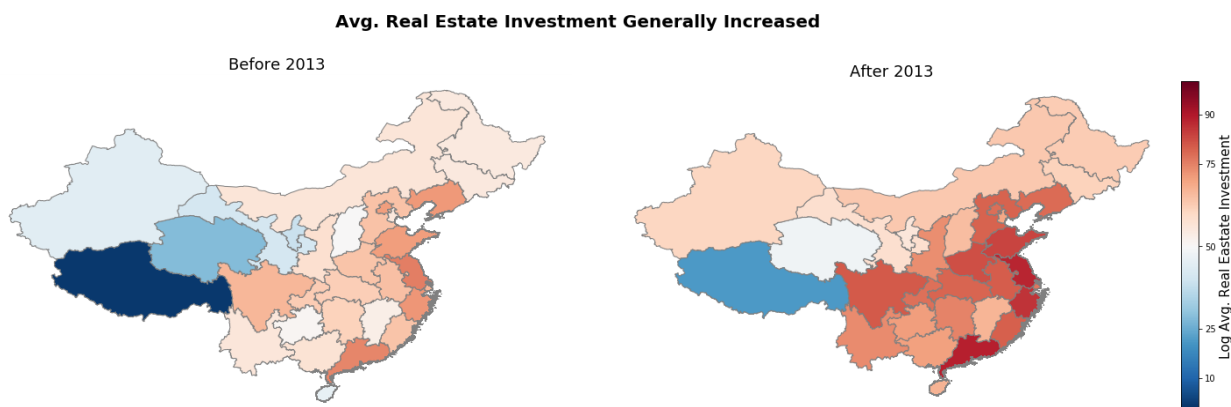 Avg. Real Estate Investment Generally Increased
Before 2013
After 2013
90
75
50
25
10
Log Avg. Real Eastate Investment